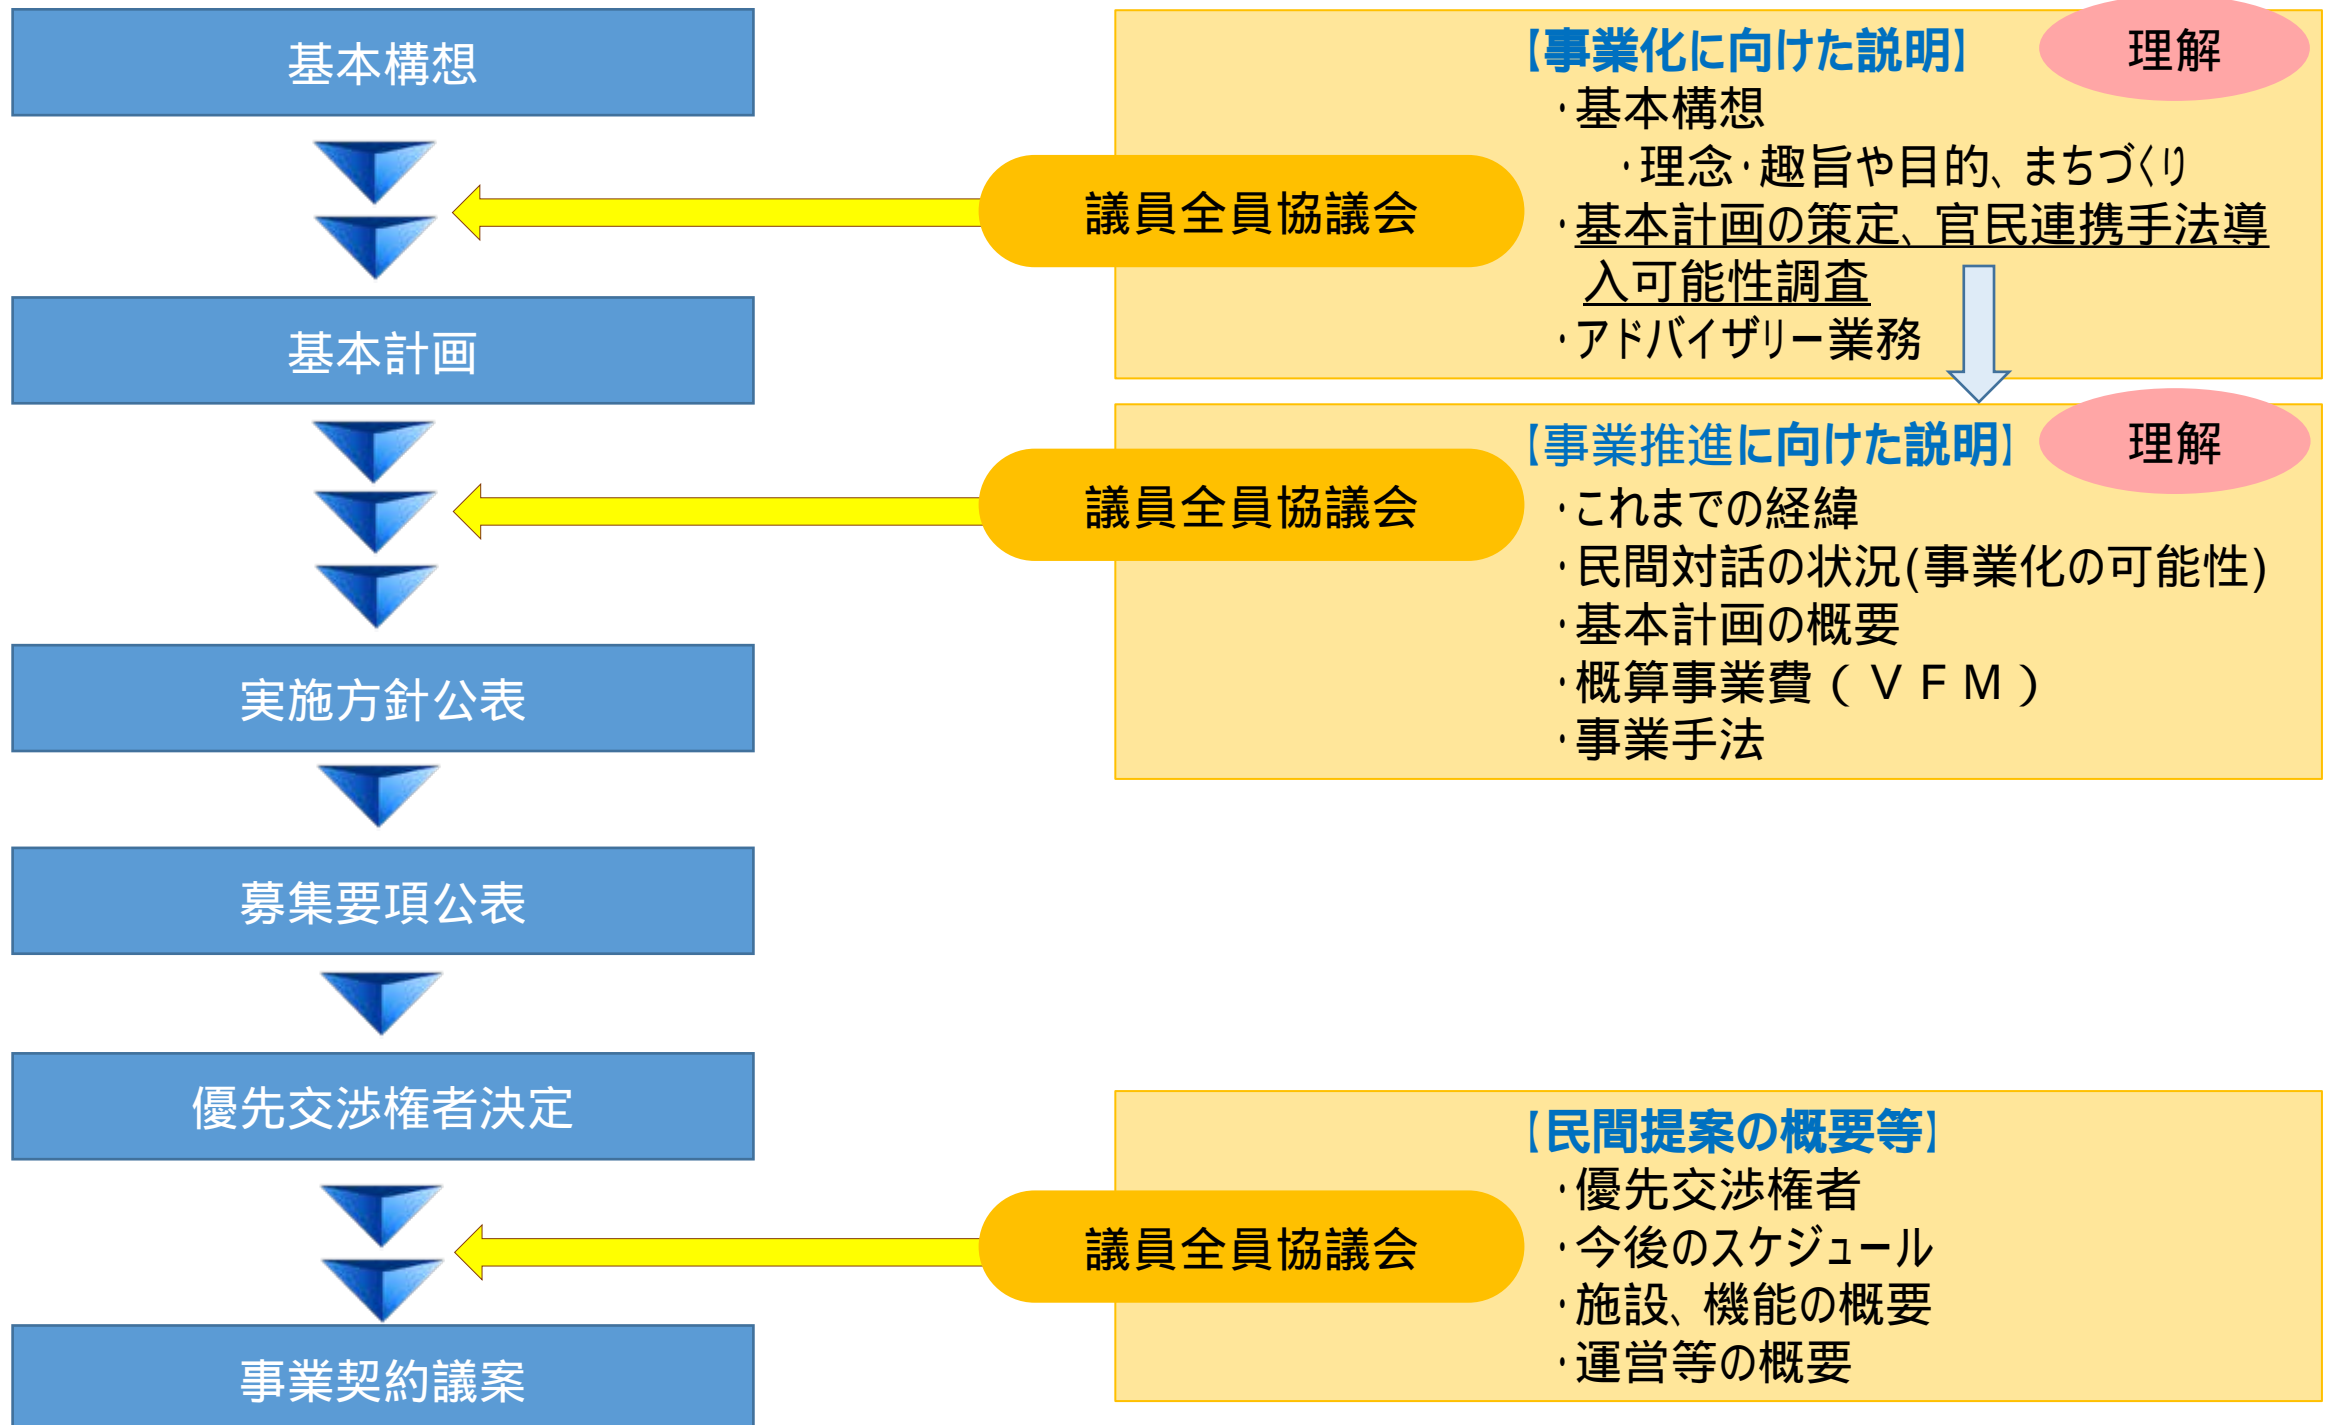 基本構想
基本計画
実施方針公表
募集要項公表
優先交渉権者決定
事業契約議案
議員全員協議会
【事業化に向けた説明】
理解
・基本構想
・理念・趣旨や目的、まちづくり
・基本計画の策定、官民連携手法導
入可能性調査
・アドバイザリー業務
議員全員協議会
【事業推進に向けた説明】
理解
・これまでの経緯
・民間対話の状況(事業化の可能性)
・基本計画の概要
・概算事業費（ＶＦＭ）
・事業手法
議員全員協議会
【民間提案の概要等】
・優先交渉権者
・今後のスケジュール
・施設、機能の概要
・運営等の概要